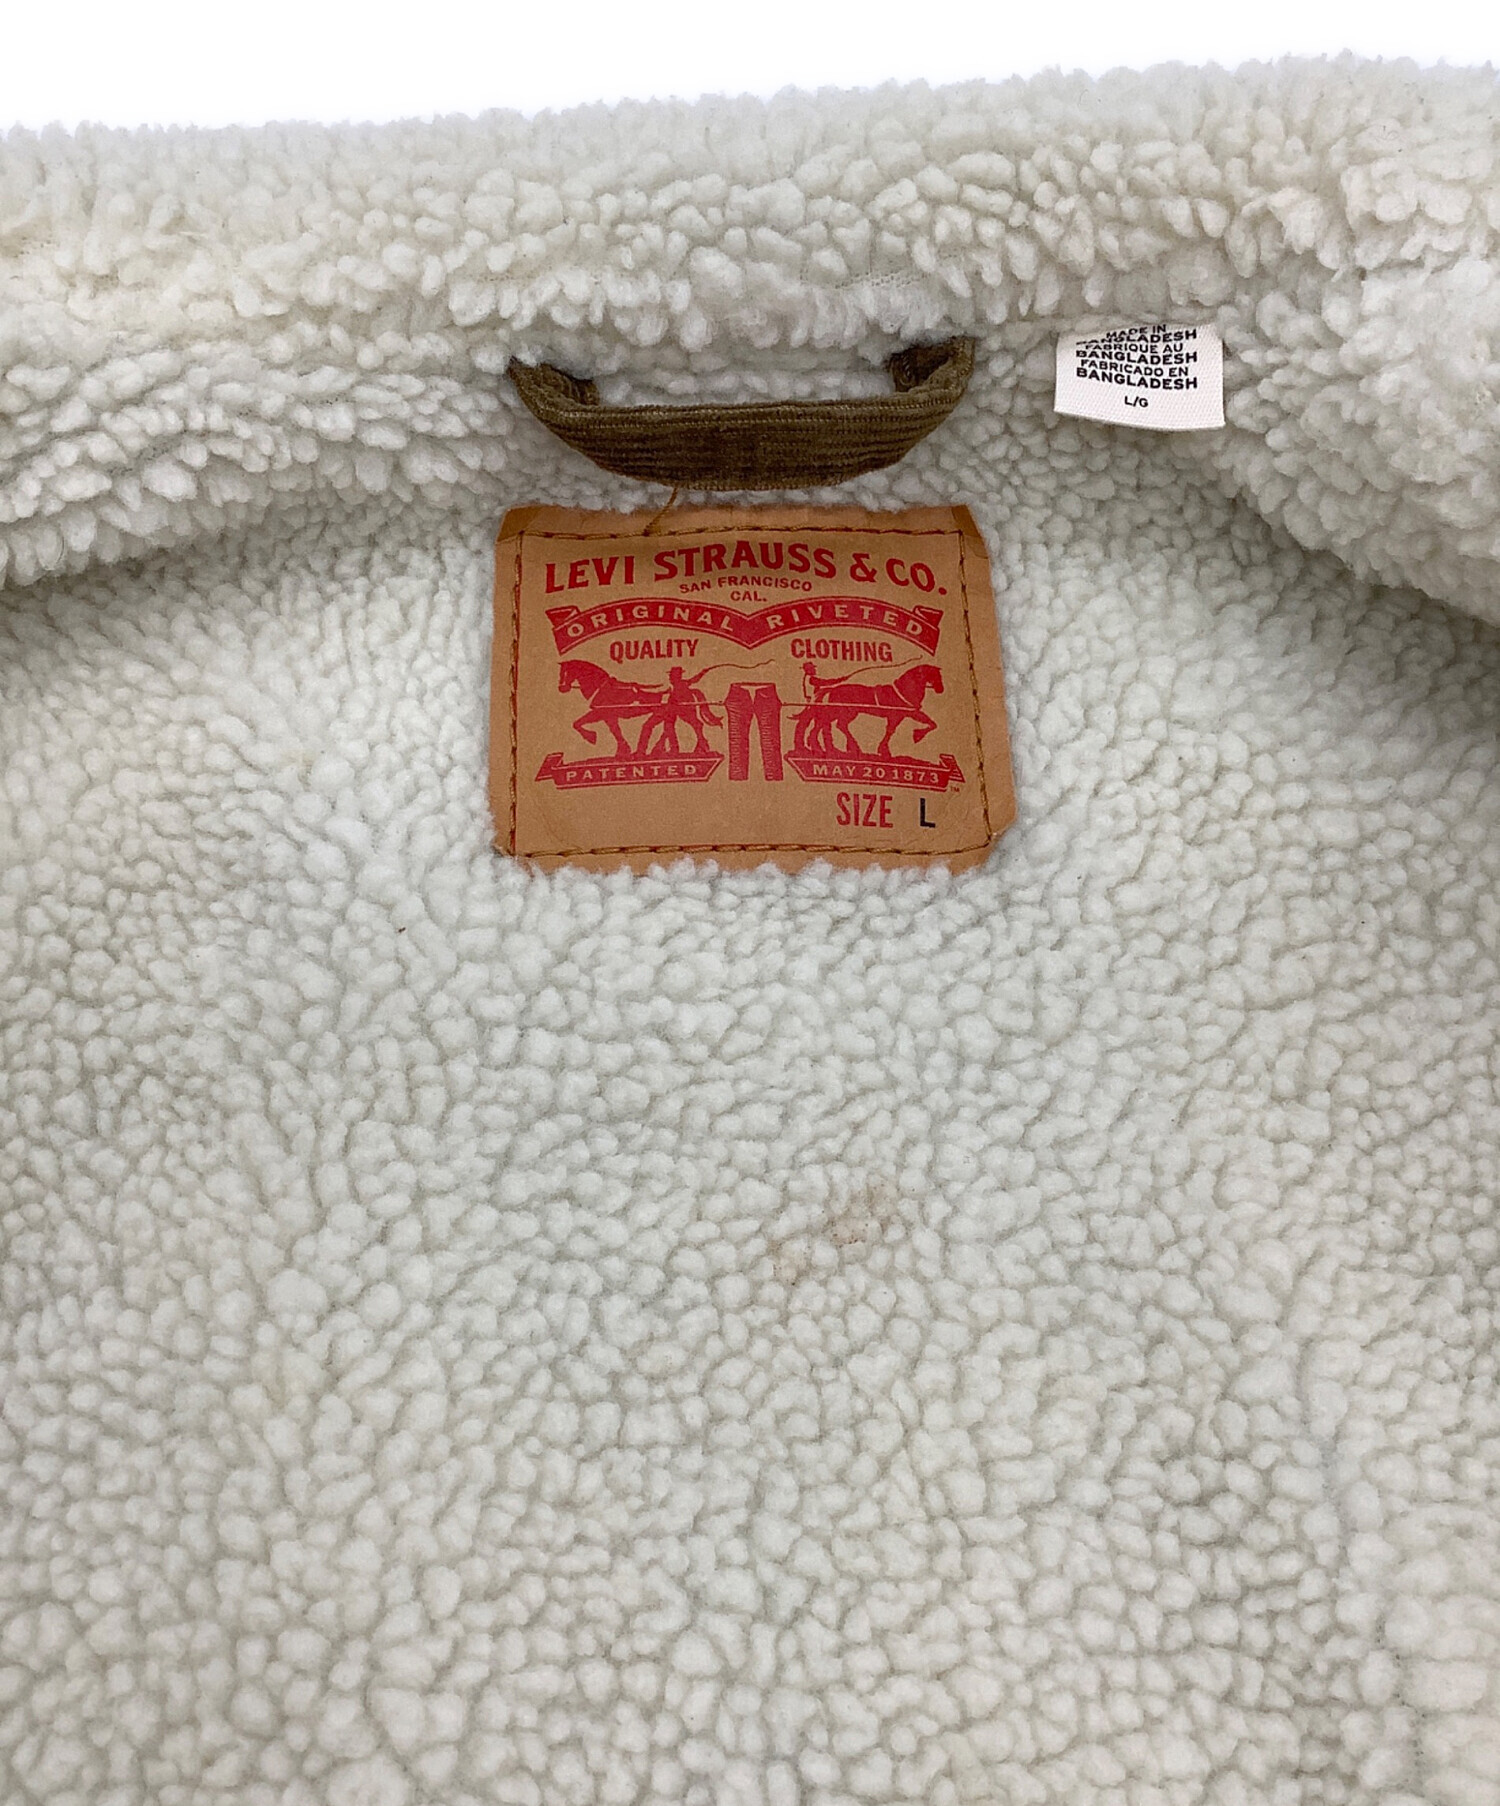 MADE IN
BANGLADESH
FABRIQUE AU
BANGLADESH
FABRICADO EN
BANGLADESH
L/G
LEVI STRAUSS & CO.
SAN FRANCISCO
CAL.
ORIGINAL RIVETED
QUALITY CLOTHING
PATENTED MAY 20 1873
TM
SIZE L